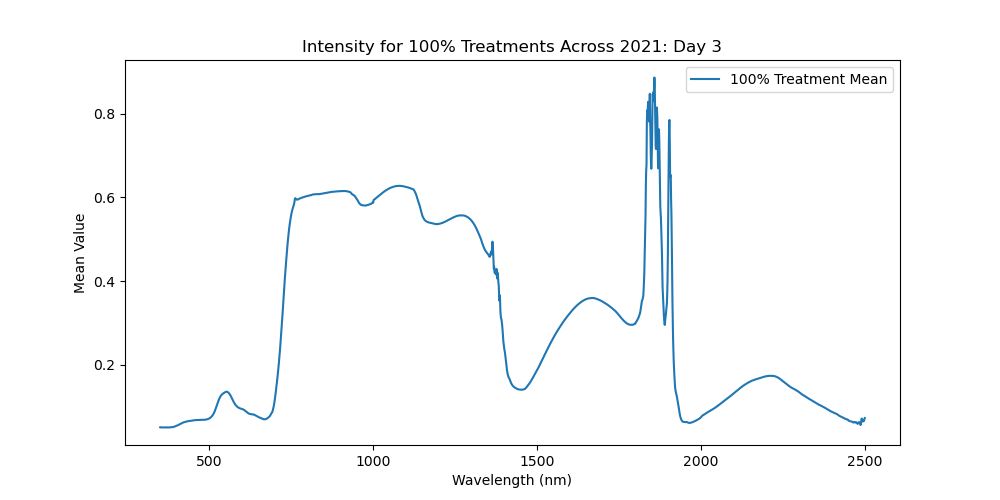 Intensity for 100% Treatments Across 2021: Day 3
100% Treatment Mean
Mean Value
0.8
0.6
0.4
0.2
500
1000
1500
2000
2500
Wavelength (nm)